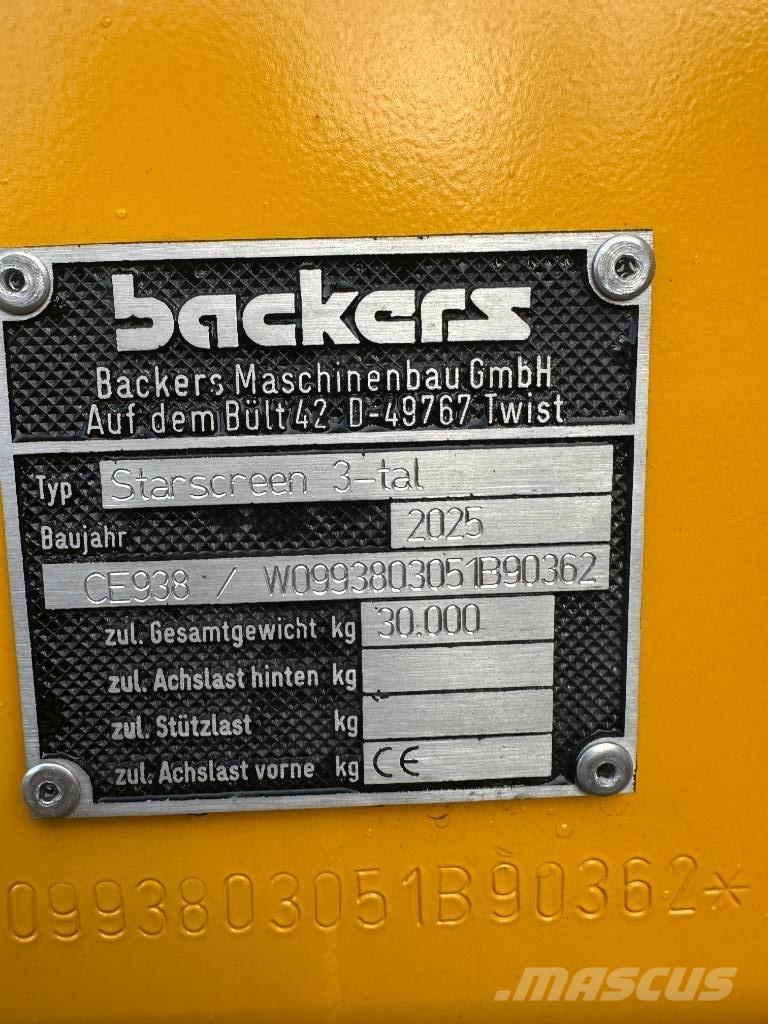 backers
Backers Maschinenbau GmbH
Auf dem Bült 42 D-49767 Twist
Typ Starscreen 3-tal
Baujahr 2025
CE938 / W0993803051B90362
zul. Gesamtgewicht kg 30.000
zul. Achslast hinten kg
zul. Stützlast kg
zul. Achslast vorne kg CE
0993803051B90362*
MASCUS